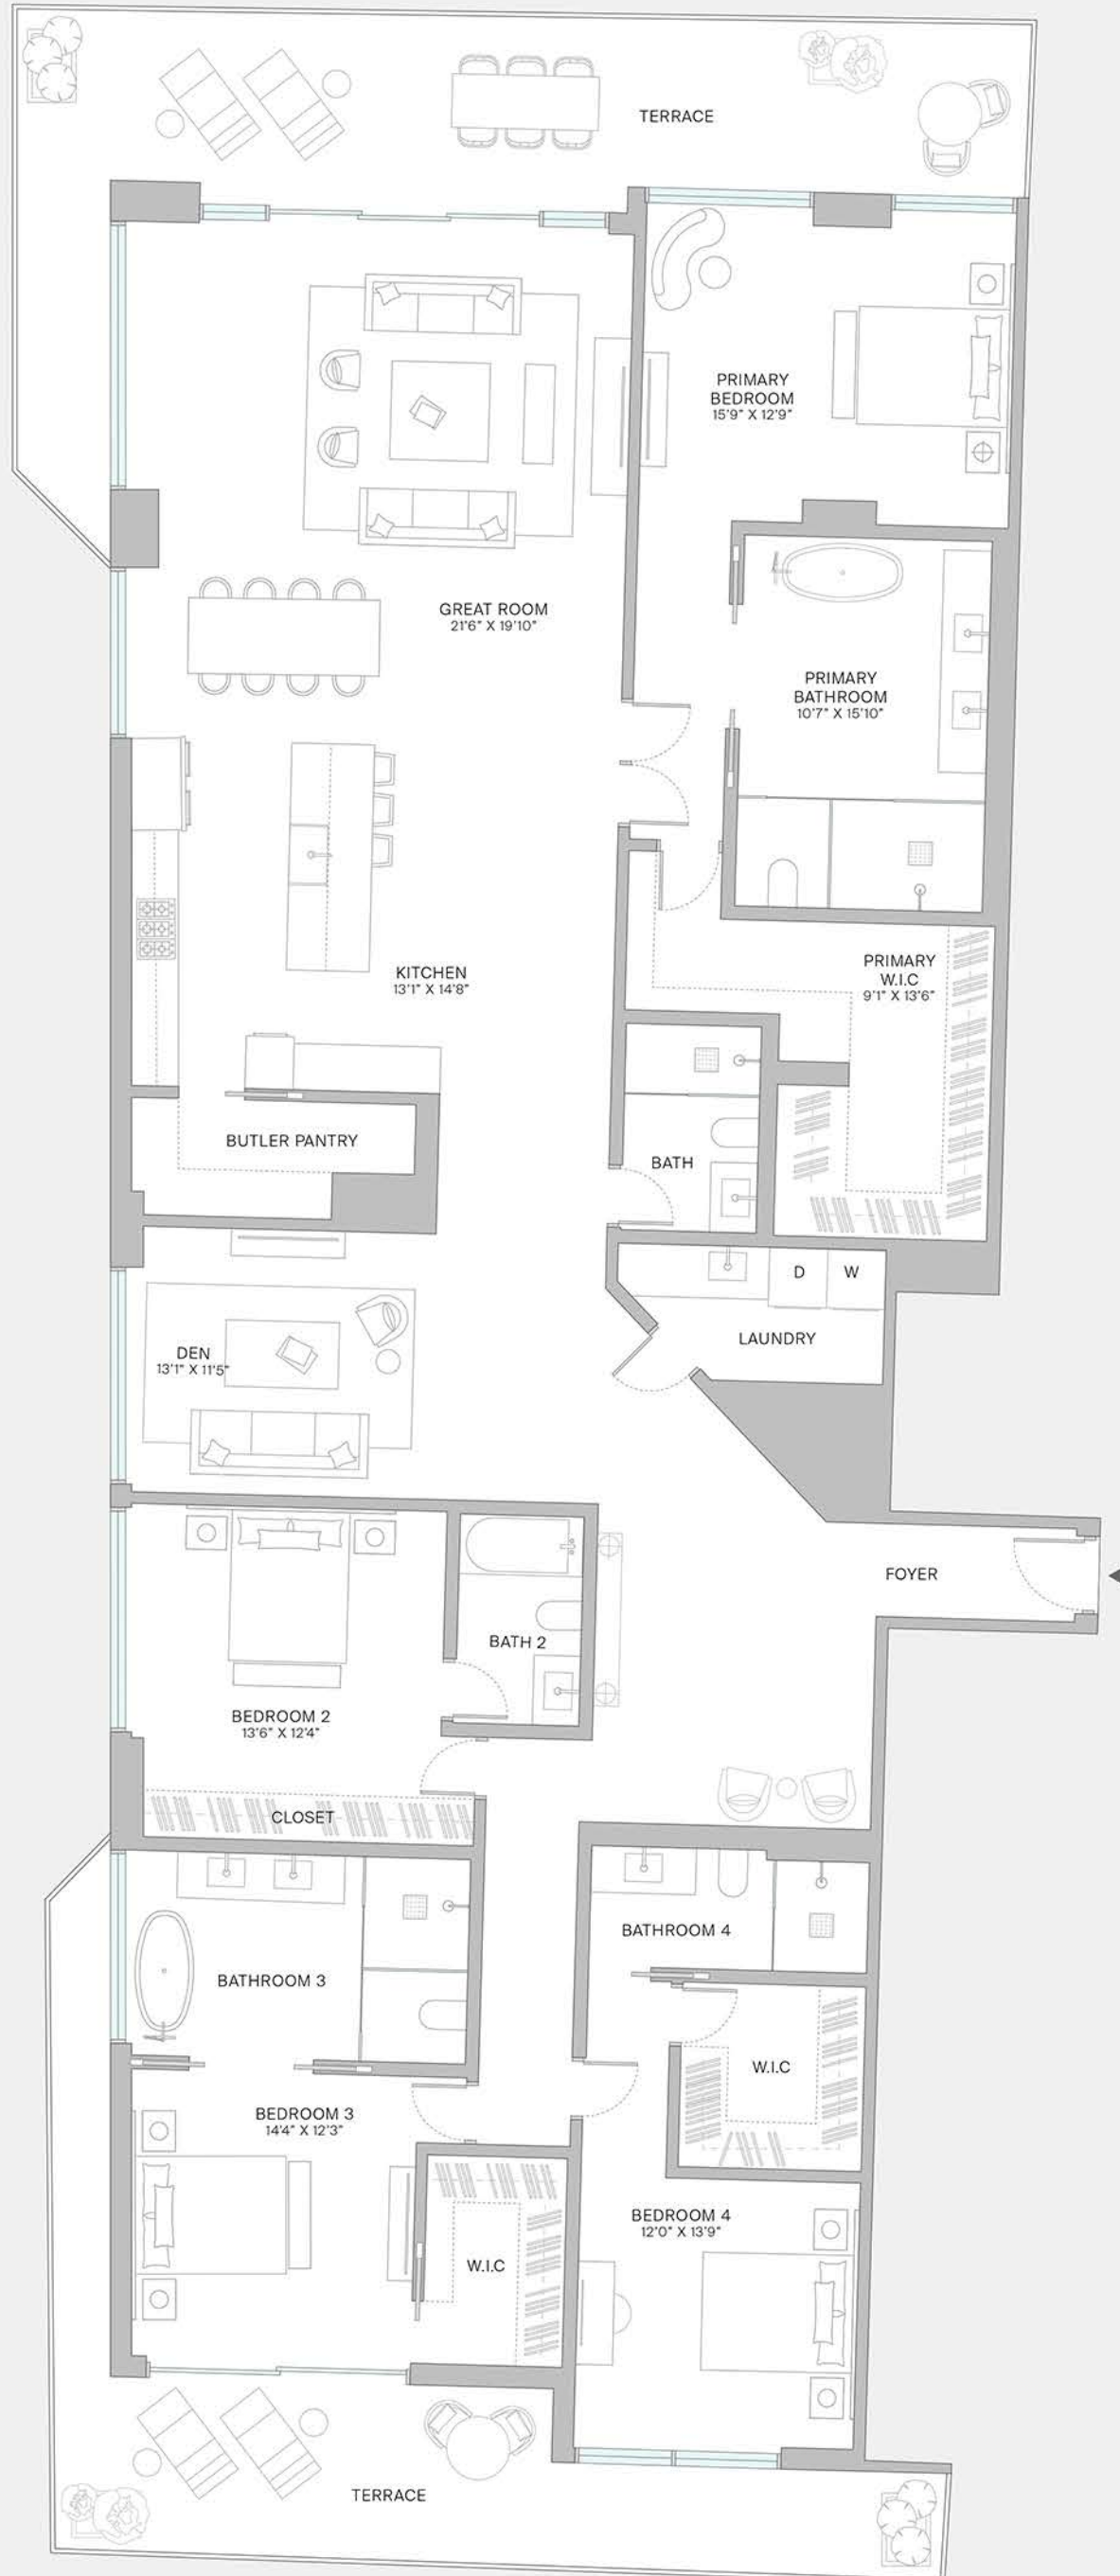 TERRACE
PRIMARY
BEDROOM
15'9" X 12'9"
GREAT ROOM
21'6" X 19'10"
PRIMARY
BATHROOM
10'7" X 15'10"
KITCHEN
13'1" X 14'8"
PRIMARY
W.I.C
9'1" X 13'6"
BUTLER PANTRY
BATH
D
W
LAUNDRY
DEN
13'1" X 11'5"
FOYER
BATH 2
BEDROOM 2
13'6" X 12'4"
CLOSET
BATHROOM 4
BATHROOM 3
W.I.C
BEDROOM 3
14'4" X 12'3"
BEDROOM 4
12'0" X 13'9"
W.I.C
TERRACE